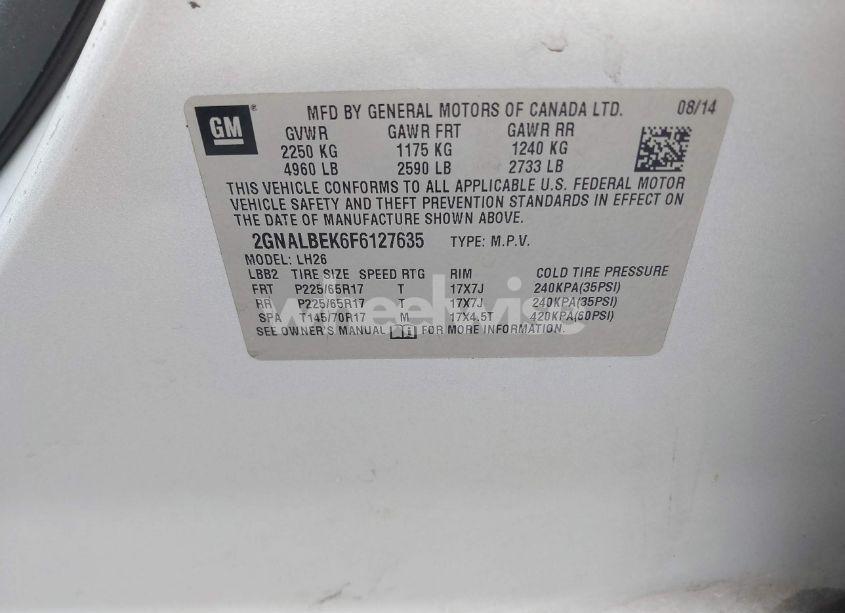 GM
®
MFD BY GENERAL MOTORS OF CANADA LTD. 08/14
GVWR GAWR FRT GAWR RR
2250 KG 1175 KG 1240 KG
4960 LB 2590 LB 2733 LB
THIS VEHICLE CONFORMS TO ALL APPLICABLE U.S. FEDERAL MOTOR
VEHICLE SAFETY AND THEFT PREVENTION STANDARDS IN EFFECT ON
THE DATE OF MANUFACTURE SHOWN ABOVE.
2GNALBEK6F6127635 TYPE: M.P.V.
MODEL: LH26
LBB2 TIRE SIZE SPEED RTG RIM COLD TIRE PRESSURE
FRT P225/65R17 T 17X7J 240KPA(35PSI)
RR P225/65R17 T 17X7J 240KPA(35PSI)
SPA T145/70R17 M 17X4.5T 420KPA(60PSI)
SEE OWNER'S MANUAL FOR MORE INFORMATION.